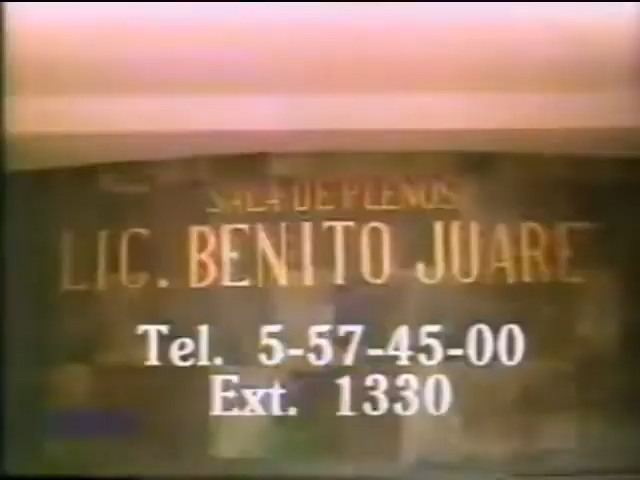 SALA DE PLENOS
LIC. BENITO JUARE
Tel. 5-57-45-00
Ext. 1330